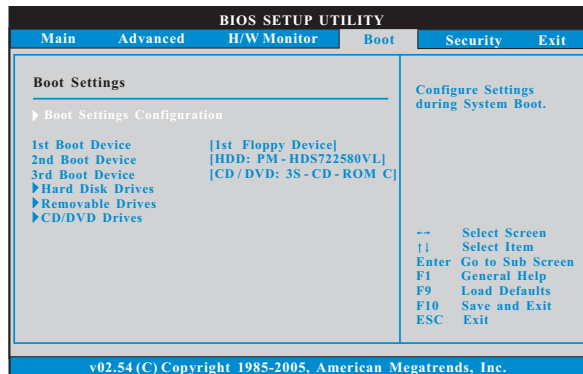 BIOS SETUP UTILITY
Main Advanced H/W Monitor Boot Security Exit
Boot Settings
Boot Settings Configuration
1st Boot Device [1st Floppy Device]
2nd Boot Device [HDD: PM - HDS722580VL]
3rd Boot Device [CD / DVD: 3S - CD - ROM C]
Hard Disk Drives
Removable Drives
CD/DVD Drives
Configure Settings
during System Boot.
←→ Select Screen
↑↓ Select Item
Enter Go to Sub Screen
F1 General Help
F9 Load Defaults
F10 Save and Exit
ESC Exit
v02.54 (C) Copyright 1985-2005, American Megatrends, Inc.